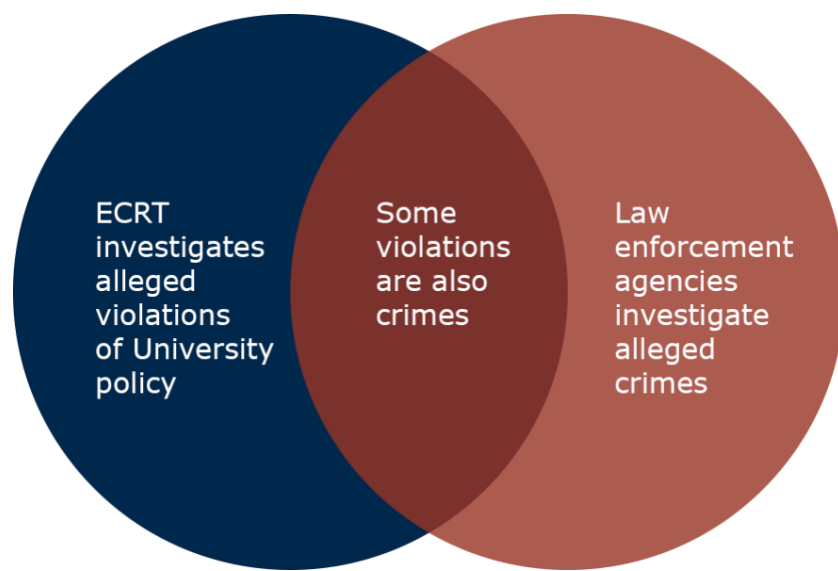 ECRT
investigates
alleged
violations
of University
policy
Some
violations
are also
crimes
Law
enforcement
agencies
investigate
alleged
crimes